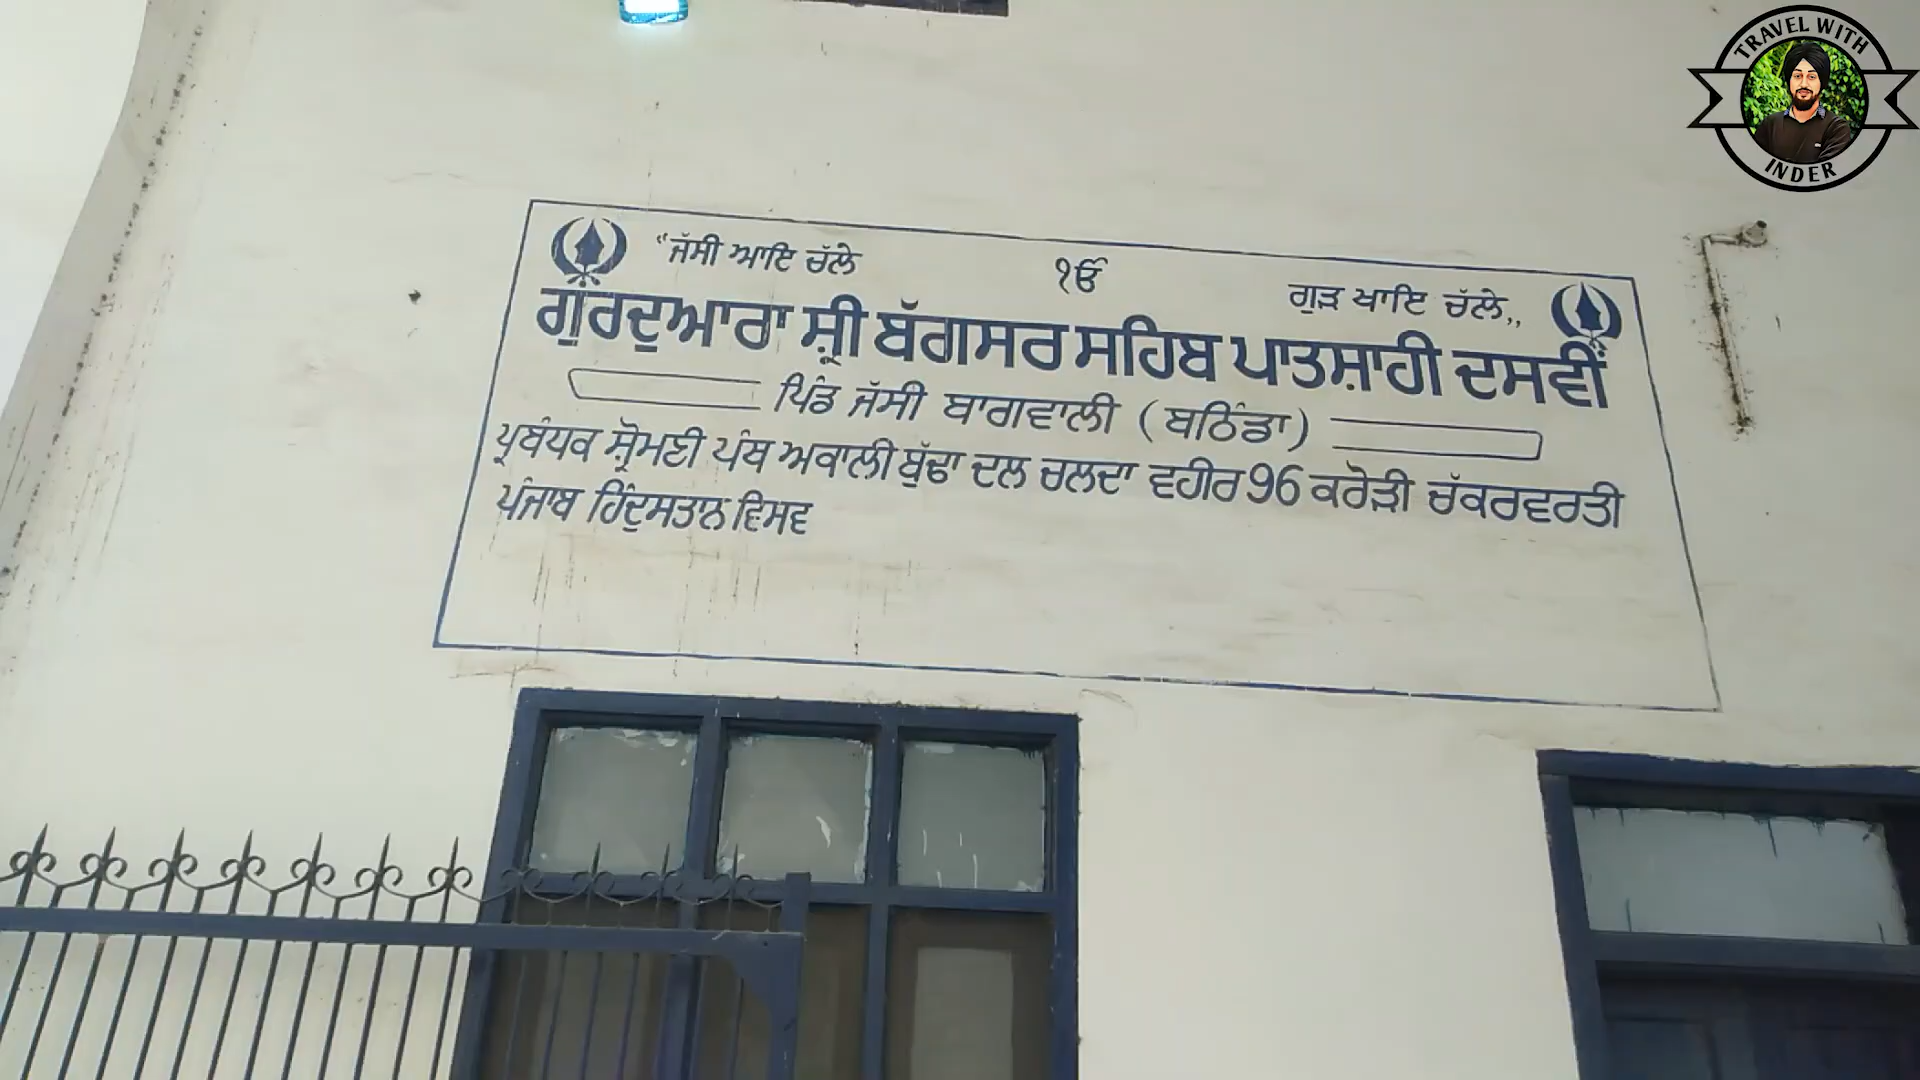 TRAVEL WITH
INDER
“ਜੱਸੀ ਆਇ ਚੱਲੇ ੴ ਗੁੜ ਖਾਇ ਚੱਲੇ,,
ਗੁਰਦੁਆਰਾ ਸ਼੍ਰੀ ਬੱਗਸਰ ਸਹਿਬ ਪਾਤਸ਼ਾਹੀ ਦਸਵੀਂ
ਪਿੰਡ ਜੱਸੀ ਬਾਗਵਾਲੀ (ਬਠਿੰਡਾ)
ਪ੍ਰਬੰਧਕ ਸ਼੍ਰੋਮਣੀ ਪੰਥ ਅਕਾਲੀ ਬੁੱਢਾ ਦਲ ਚਲਦਾ ਵਹੀਰ 96 ਕਰੋੜੀ ਚੱਕਰਵਰਤੀ
ਪੰਜਾਬ ਹਿੰਦੁਸਤਾਨ ਵਿਸਵ